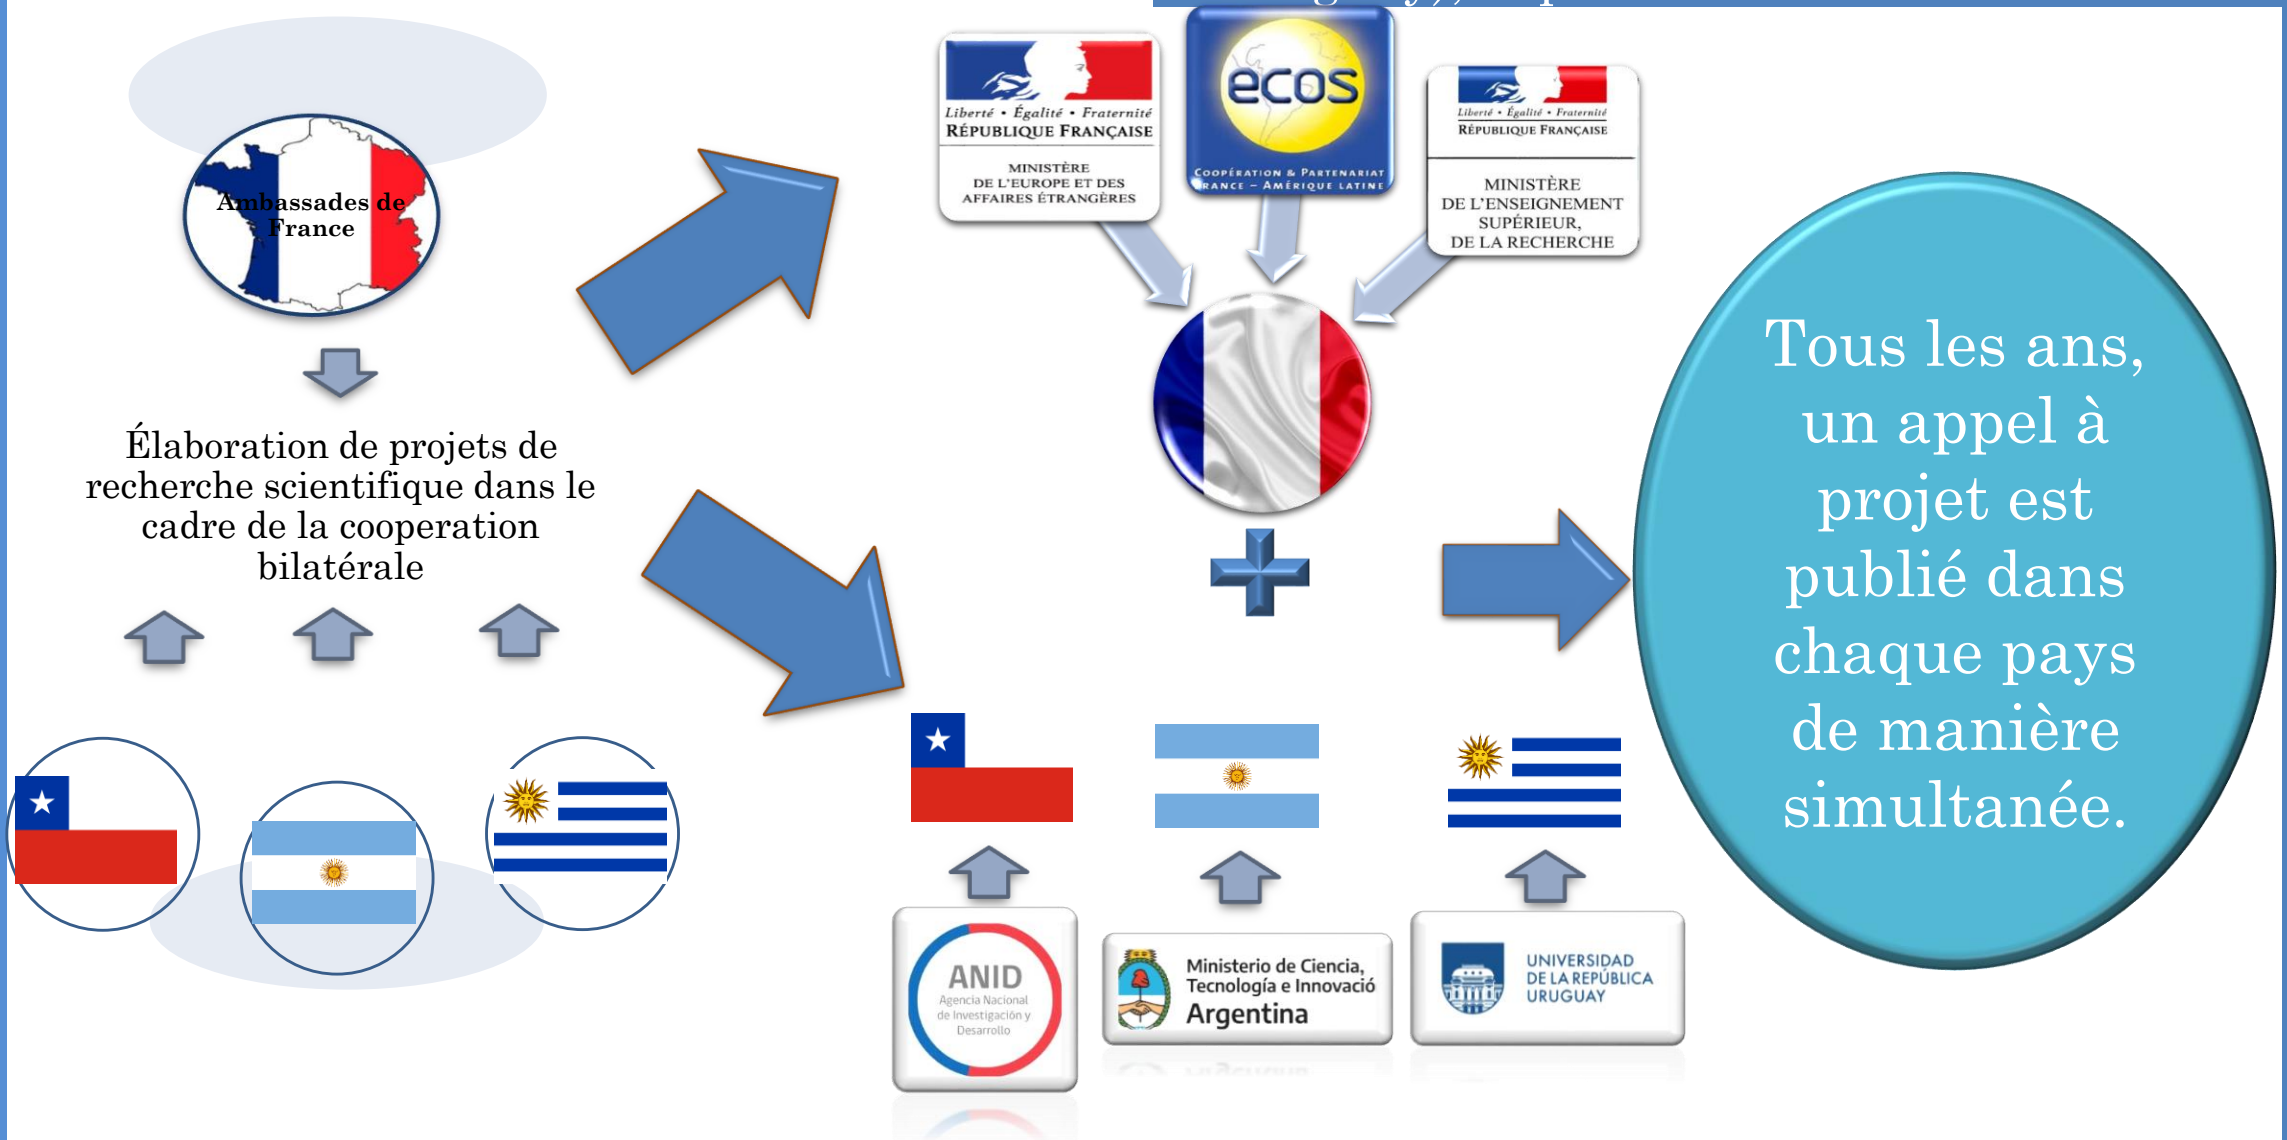 Ambassades de
France
Élaboration de projets de
recherche scientifique dans le
cadre de la cooperation
bilatérale
Liberté • Égalité • Fraternité
RÉPUBLIQUE FRANÇAISE
MINISTÈRE
DE L'EUROPE ET DES
AFFAIRES ÉTRANGÈRES
ecos
COOPÉRATION & PARTENARIAT
RANCE – AMÉRIQUE LATINE
Liberté • Égalité • Fraternité
RÉPUBLIQUE FRANÇAISE
MINISTÈRE
DE L'ENSEIGNEMENT
SUPÉRIEUR,
DE LA RECHERCHE
ANID
Agencia Nacional
de Investigación y
Desarrollo
Ministerio de Ciencia,
Tecnología e Innovació
Argentina
UNIVERSIDAD
DE LA REPÚBLICA
URUGUAY
Tous les ans,
un appel à
projet est
publié dans
chaque pays
de manière
simultanée.